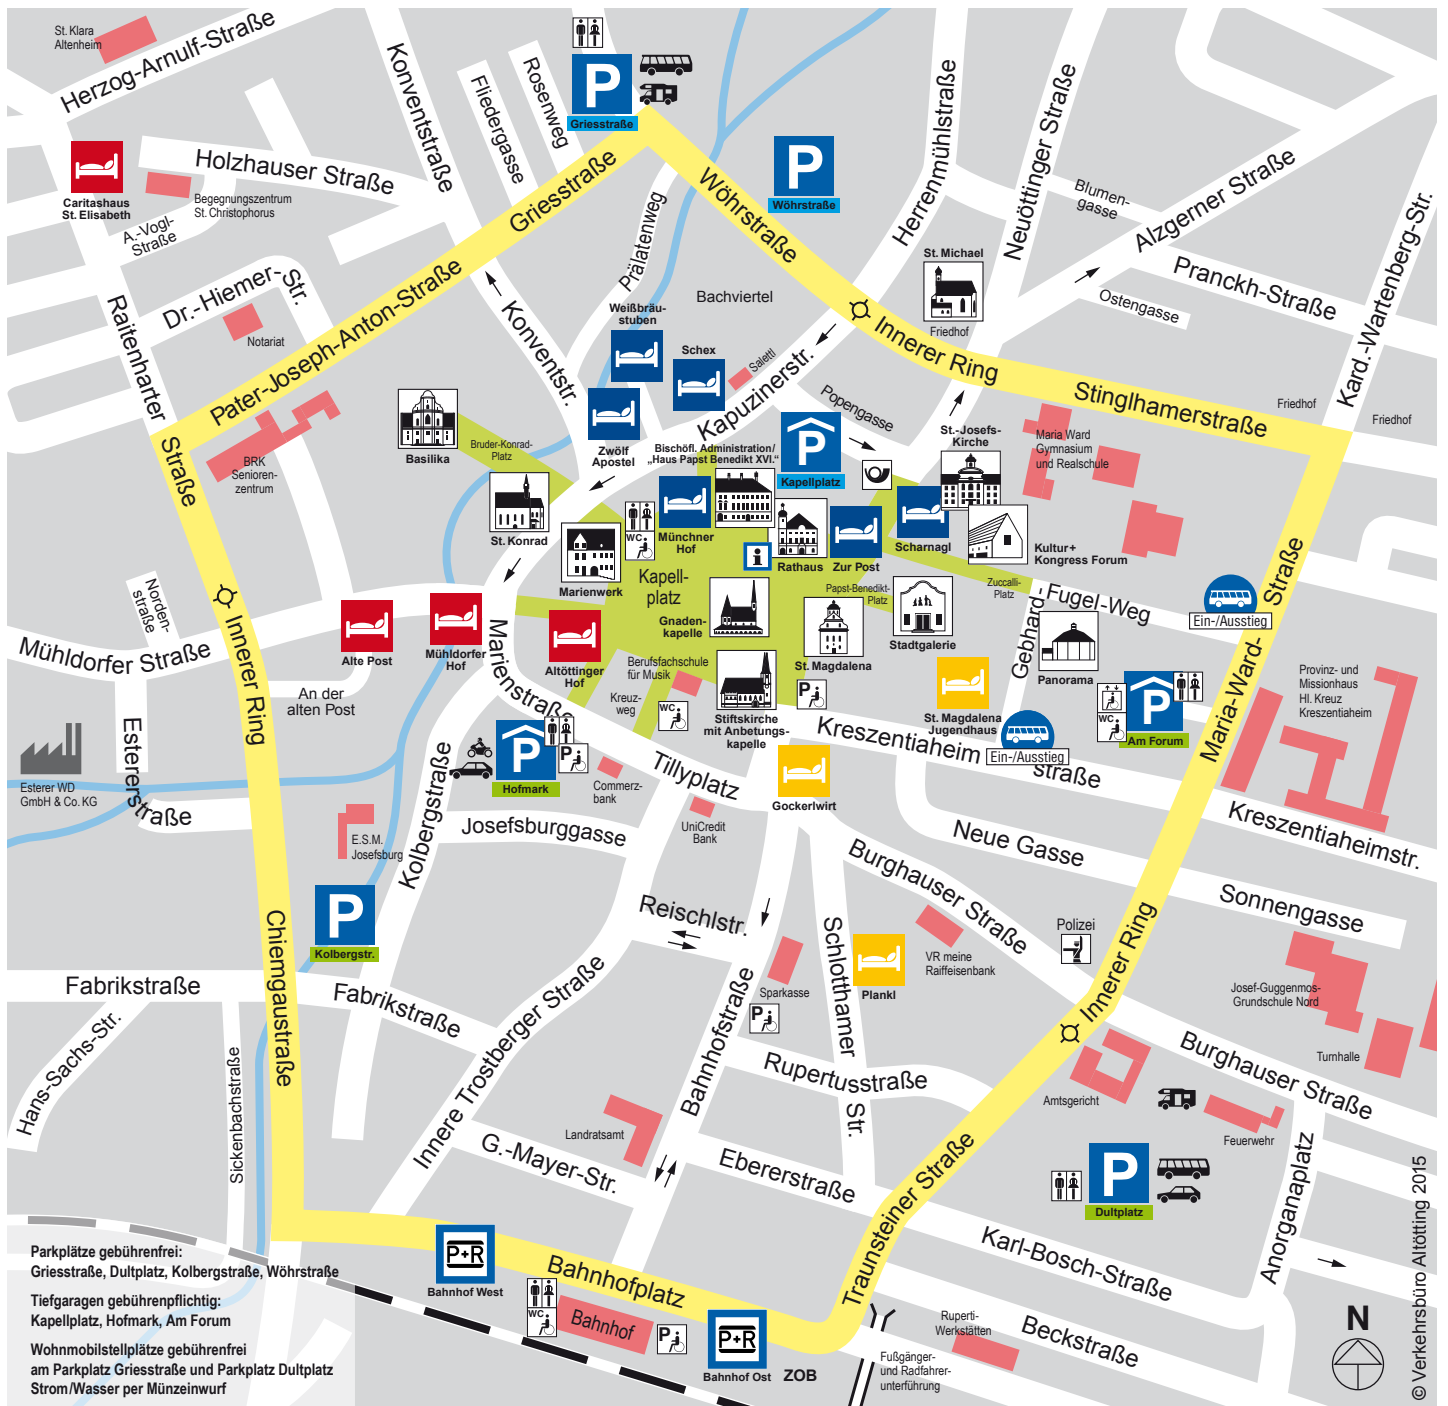 St. Klara
Altenheim
Herzog-Arnulf-Straße
Konventstraße
Fliedergasse
Rosenweg
P
Griesstraße
Herrenmühlstraße
Neuöttinger Straße
Holzhauser Straße
Caritashaus
St. Elisabeth
Begegnungszentrum
St. Christophorus
A.-Vogl-
Straße
Griesstraße
Wöhrstraße
P
Wöhrstraße
Blumen-
gasse
Alzgerner Straße
Kard.-Wartenberg-Str.
Pranckh-Straße
Ostengasse
Prälatenweg
Bachviertel
St. Michael
Friedhof
Dr.-Hiemer-
Str.
Notariat
Raitenharter
Straße
Pater-Joseph-Anton-Straße
Konventstr.
Weißbräu-
stuben
Schex
Salettl
Kapuzinerstr.
Innerer Ring
Stinglhamerstraße
Friedhof
Friedhof
Popengasse
Basilika
Bruder-Konrad-
Platz
Zwölf
Apostel
Bischöfl. Administration/
„Haus Papst Benedikt XVI.“
P
Kapellplatz
St.-Josefs-
Kirche
Maria Ward
Gymnasium
und Realschule
BRK
Senioren-
zentrum
St. Konrad
WC
Münchner
Hof
i
Rathaus
Zur Post
Scharnagl
Kultur+
Kongress Forum
Marienwerk
Kapell-
platz
Gnaden-
kapelle
Papst-Benedikt-
Platz
Zuccalli-
Platz
Gebhard-
Fugel-Weg
Ein-/Ausstieg
Norden-
straße
Mühldorfer Straße
Innerer Ring
Alte Post
Mühldorfer
Hof
Marienstraße
Altöttinger
Hof
Berufsfachschule
für Musik
St. Magdalena
Stadtgalerie
Panorama
Provinz- und
Missionhaus
Hl. Kreuz
Kreszentiaheim
An der
alten Post
Kreuz-
weg
WC
Stiftskirche
mit Anbetungs-
kapelle
P
St. Magdalena
Jugendhaus
WC
P
Am Forum
Maria-Ward-
Straße
Estererstraße
Esterer WD
GmbH & Co. KG
P
Hofmark
P
Commerz-
bank
Tillyplatz
Kreszentiaheim
straße
Ein-/Ausstieg
Gockerlwirt
UniCredit
Bank
Kreszentiaheimstr.
E.S.M.
Josefsburg
Kolbergstraße
Josefsburggasse
Neue Gasse
Burghauser Straße
Sonnengasse
P
Kolbergstr.
Chiemgaustraße
Reischlstr.
Schlotthamer
Str.
VR meine
Raiffeisenbank
Polizei
Innerer Ring
Plankl
Sparkasse
P
Fabrikstraße
Fabrikstraße
Innere Trostberger Straße
Bahnhofstraße
Josef-Guggenmos-
Grundschule Nord
Turnhalle
Hans-Sachs-Str.
Sickenbachstraße
Rupertusstraße
Burghauser Straße
Amtsgericht
Feuerwehr
Landratsamt
G.-Mayer-Str.
Ebererstraße
P
Dultplatz
Traunsteiner Straße
Anorganaplatz
Karl-Bosch-Straße
Beckstraße
P+R
Bahnhof West
Bahnhofplatz
WC
Bahnhof
P
P+R
Bahnhof Ost
ZOB
Ruperti-
Werkstätten
Fußgänger-
und Radfahrer-
unterführung
N
Parkplätze gebührenfrei:
Griesstraße, Dultplatz, Kolbergstraße, Wöhrstraße
Tiefgaragen gebührenpflichtig:
Kapellplatz, Hofmark, Am Forum
Wohnmobilstellplätze gebührenfrei
am Parkplatz Griesstraße und Parkplatz Dultplatz
Strom/Wasser per Münzeinwurf
© Verkehrsbüro Altötting 2015